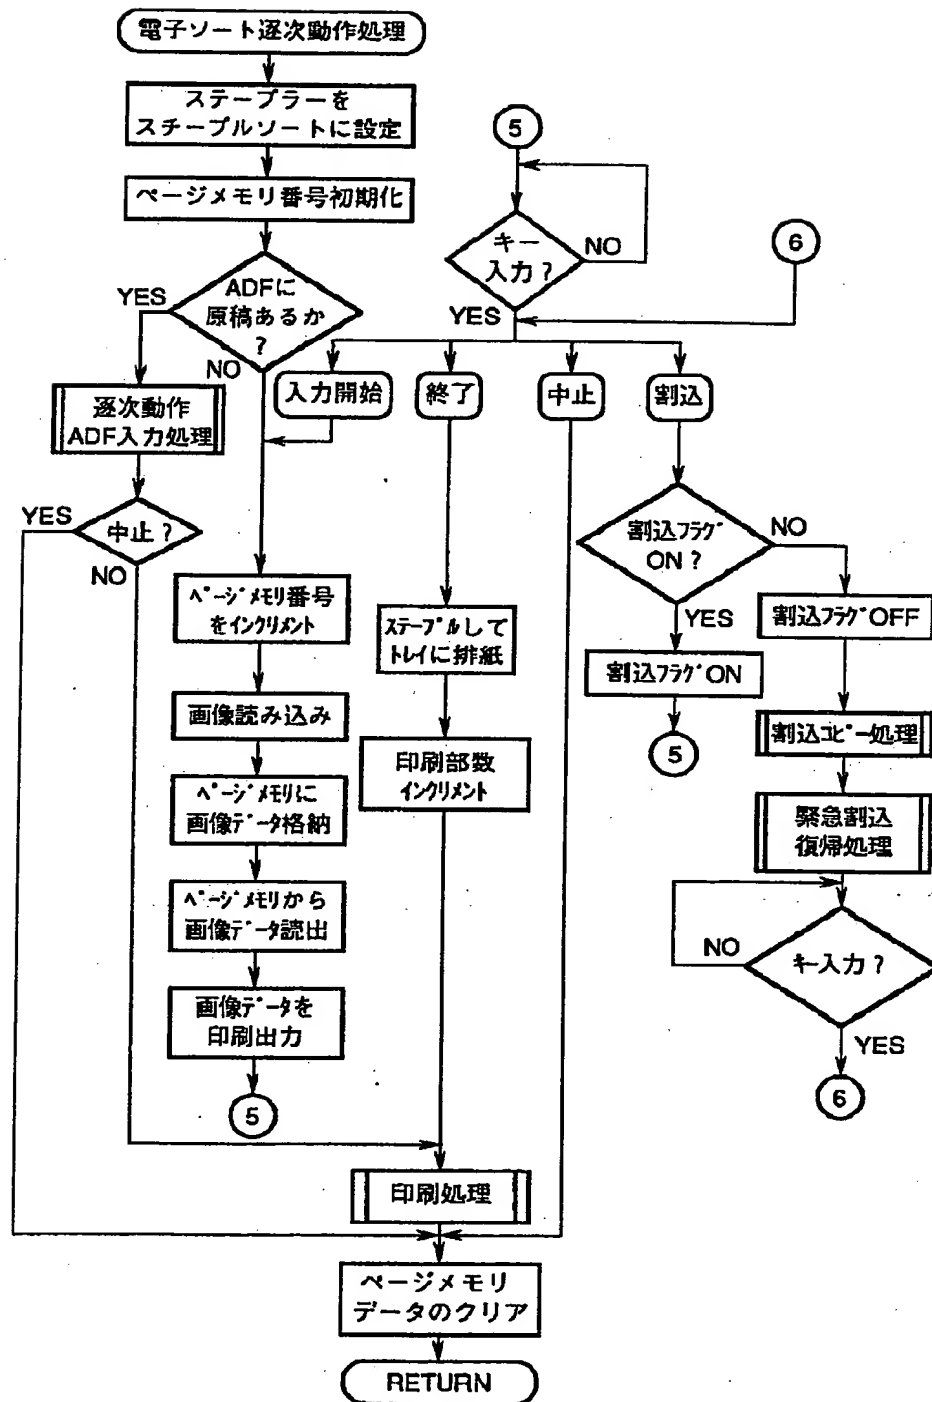 電子ソート逐次動作処理
ステープラーを
スチープルソートに設定
ページメモリ番号初期化
ADFに
原稿あるか
?
YES
NO
逐次動作
ADF入力処理
中止?
YES
NO
ページメモリ番号
をインクリメント
画像読み込み
ページメモリに
画像データ格納
ページメモリから
画像データ読出
画像データを
印刷出力
5
5
キー
入力?
NO
YES
6
入力開始
終了
中止
割込
ステープルして
トレイに排紙
印刷部数
インクリメント
割込フラグ
ON?
NO
YES
割込フラグON
5
割込フラグOFF
割込コピー処理
緊急割込
復帰処理
キー入力?
NO
YES
6
印刷処理
ページメモリ
データのクリア
RETURN